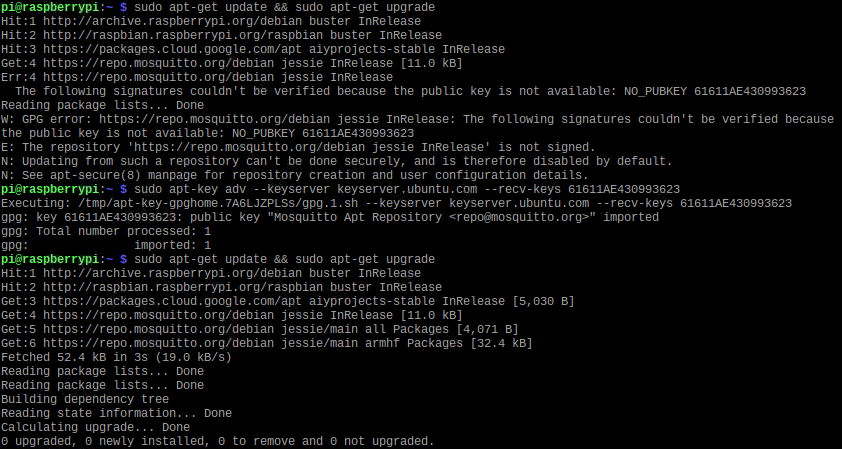 pi@raspberrypi:~ $ sudo apt-get update && sudo apt-get upgrade
Hit:1 http://archive.raspberrypi.org/debian buster InRelease
Hit:2 http://raspbian.raspberrypi.org/raspbian buster InRelease
Hit:3 https://packages.cloud.google.com/apt aiyprojects-stable InRelease
Get:4 https://repo.mosquitto.org/debian jessie InRelease [11.0 kB]
Err:4 https://repo.mosquitto.org/debian jessie InRelease
  The following signatures couldn't be verified because the public key is not available: NO_PUBKEY 61611AE430993623
Reading package lists... Done
W: GPG error: https://repo.mosquitto.org/debian jessie InRelease: The following signatures couldn't be verified because
the public key is not available: NO_PUBKEY 61611AE430993623
E: The repository 'https://repo.mosquitto.org/debian jessie InRelease' is not signed.
N: Updating from such a repository can't be done securely, and is therefore disabled by default.
N: See apt-secure(8) manpage for repository creation and user configuration details.
pi@raspberrypi:~ $ sudo apt-key adv --keyserver keyserver.ubuntu.com --recv-keys 61611AE430993623
Executing: /tmp/apt-key-gpghome.7A6LJZPLSs/gpg.1.sh --keyserver keyserver.ubuntu.com --recv-keys 61611AE430993623
gpg: key 61611AE430993623: public key "Mosquitto Apt Repository <repo@mosquitto.org>" imported
gpg: Total number processed: 1
gpg:               imported: 1
pi@raspberrypi:~ $ sudo apt-get update && sudo apt-get upgrade
Hit:1 http://archive.raspberrypi.org/debian buster InRelease
Hit:2 http://raspbian.raspberrypi.org/raspbian buster InRelease
Get:3 https://packages.cloud.google.com/apt aiyprojects-stable InRelease [5,030 B]
Get:4 https://repo.mosquitto.org/debian jessie InRelease [11.0 kB]
Get:5 https://repo.mosquitto.org/debian jessie/main all Packages [4,071 B]
Get:6 https://repo.mosquitto.org/debian jessie/main armhf Packages [32.4 kB]
Fetched 52.4 kB in 3s (19.0 kB/s)
Reading package lists... Done
Reading package lists... Done
Building dependency tree
Reading state information... Done
Calculating upgrade... Done
0 upgraded, 0 newly installed, 0 to remove and 0 not upgraded.